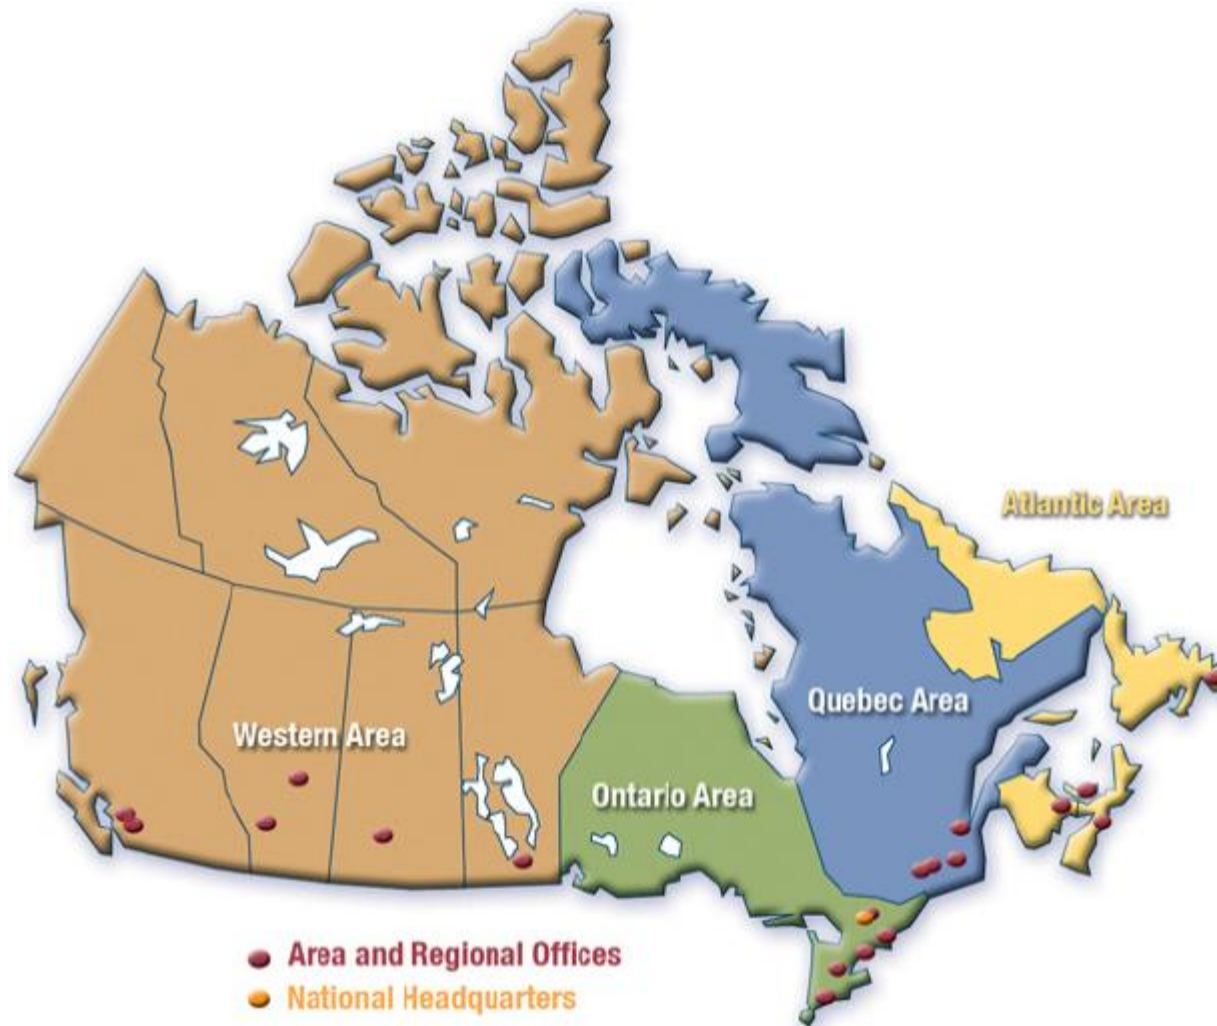 Atlantic Area
Quebec Area
Western Area
Ontario Area
Area and Regional Offices
National Headquarters